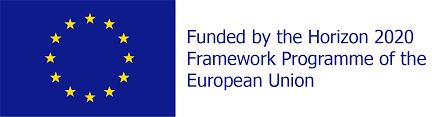 Funded by the Horizon 2020
Framework Programme of the
European Union